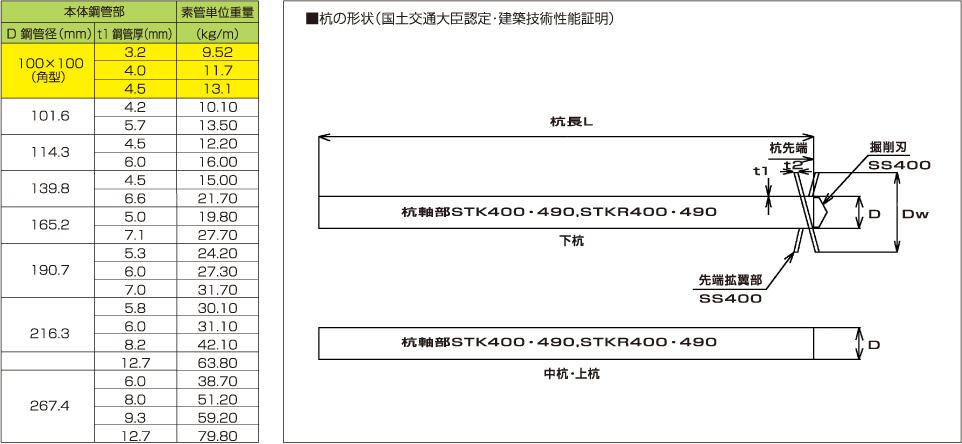 本体鋼管部 素管単位重量
D 鋼管径(mm) t1 鋼管厚(mm) (kg/m)
100×100
(角型)
3.2 9.52
4.0 11.7
4.5 13.1
101.6
4.2 10.10
5.7 13.50
114.3
4.5 12.20
6.0 16.00
139.8
4.5 15.00
6.6 21.70
165.2
5.0 19.80
7.1 27.70
190.7
5.3 24.20
6.0 27.30
7.0 31.70
216.3
5.8 30.10
6.0 31.10
8.2 42.10
12.7 63.80
267.4
6.0 38.70
8.0 51.20
9.3 59.20
12.7 79.80
■杭の形状(国土交通大臣認定･建築技術性能証明)
杭長L
杭先端
t1
t2
掘削刃
SS400
杭軸部STK400・490,STKR400・490
D
Dw
下杭
先端拡翼部
SS400
杭軸部STK400・490,STKR400・490
D
中杭・上杭